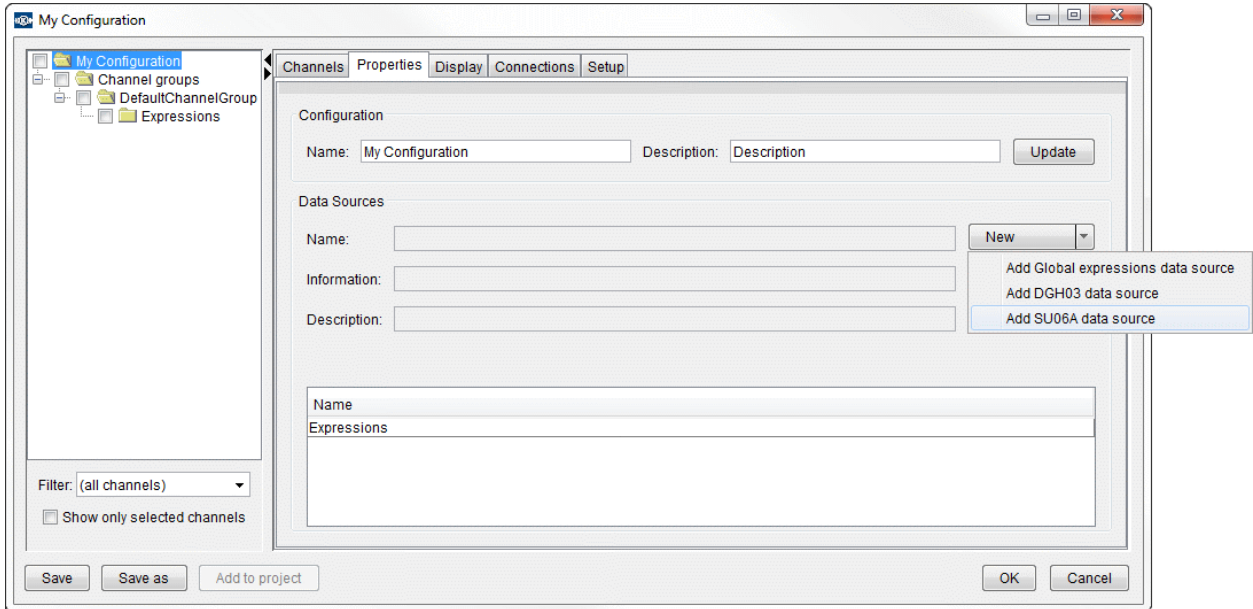 My Configuration
My Configuration
Channel groups
DefaultChannelGroup
Expressions
Filter: (all channels)
Show only selected channels
Channels Properties Display Connections Setup
Configuration
Name: My Configuration Description: Description Update
Data Sources
Name: New
Add Global expressions data source
Add DGH03 data source
Add SU06A data source
Information:
Description:
Name
Expressions
Save Save as Add to project OK Cancel